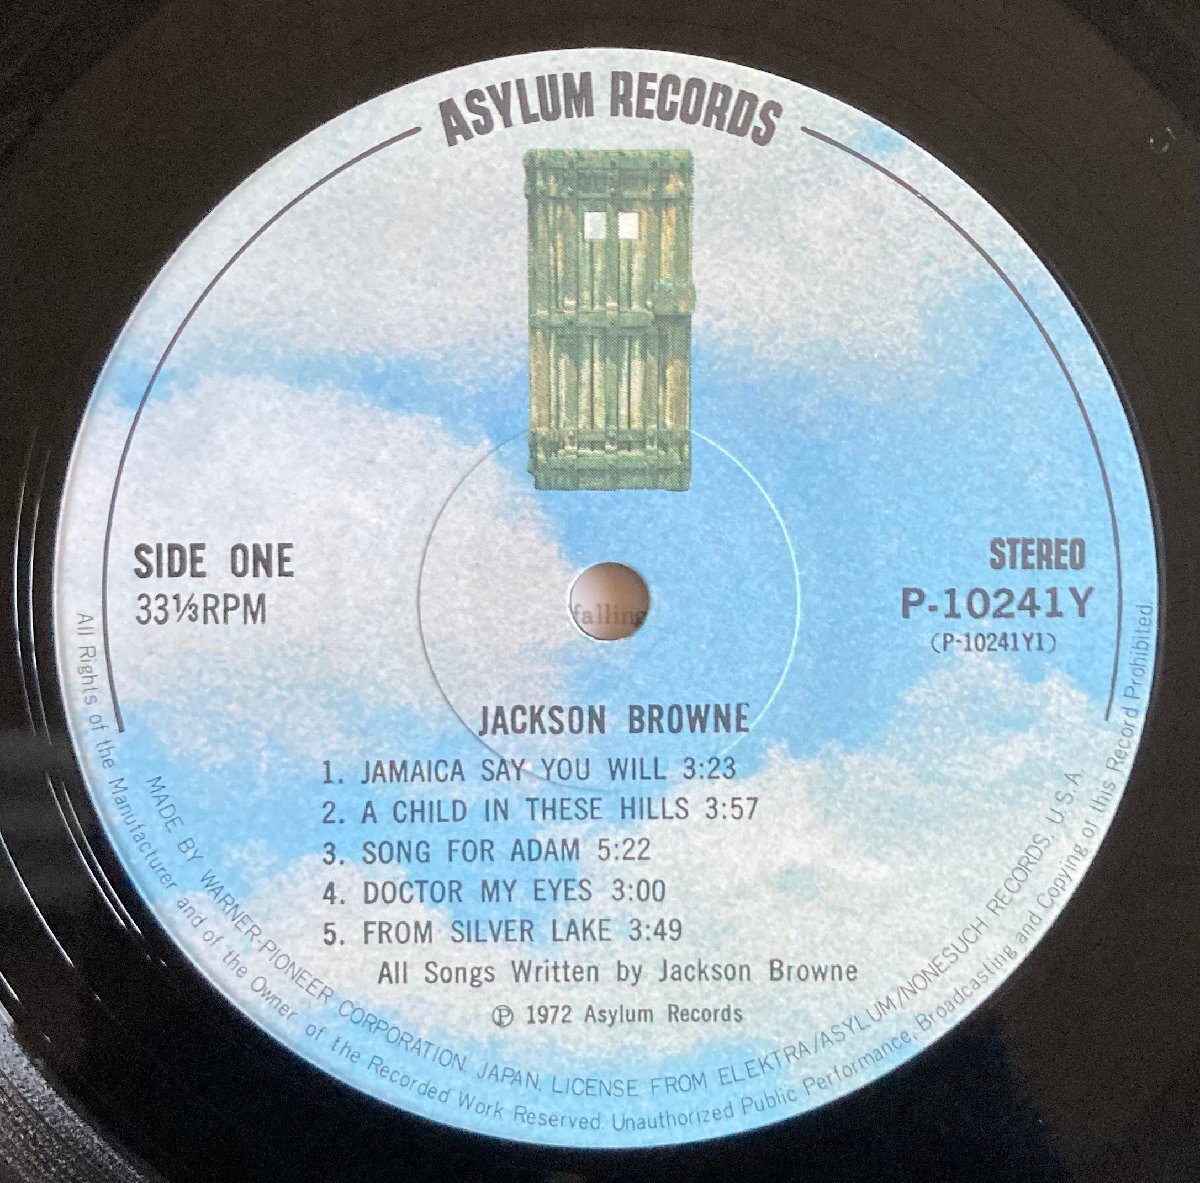 ASYLUM RECORDS
SIDE ONE
33⅓RPM
STEREO
P-10241Y
(P-10241Y1)
falling
JACKSON BROWNE
1. JAMAICA SAY YOU WILL 3:23
2. A CHILD IN THESE HILLS 3:57
3. SONG FOR ADAM 5:22
4. DOCTOR MY EYES 3:00
5. FROM SILVER LAKE 3:49
All Songs Written by Jackson Browne
Ⓟ 1972 Asylum Records
MADE BY WARNER-PIONEER CORPORATION, JAPAN. LICENSE FROM ELEKTRA/ASYLUM/NONESUCH RECORDS, U.S.A.
All Rights of the Manufacturer and of the Owner of the Recorded Work Reserved. Unauthorized Public Performance, Broadcasting and Copying of this Record Prohibited.